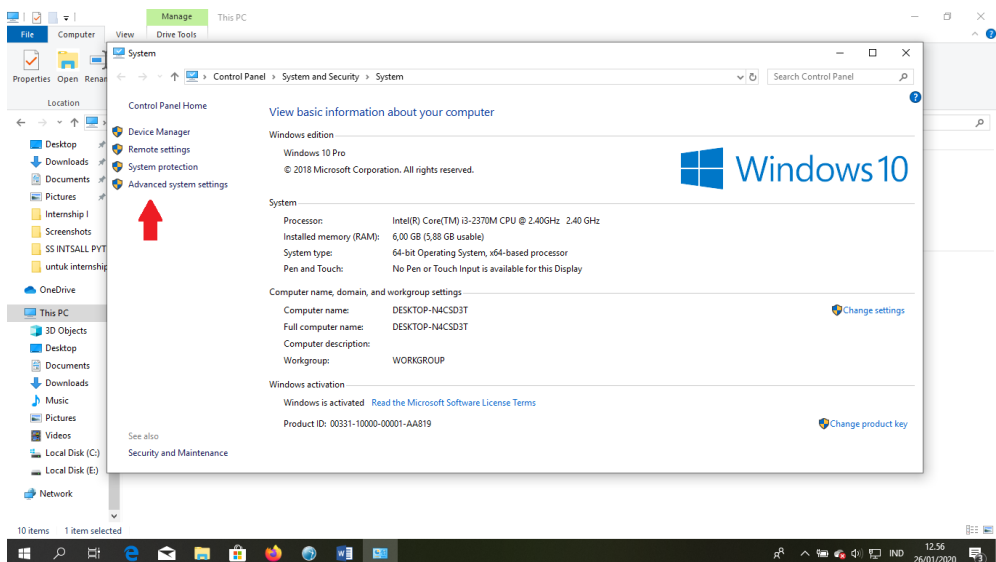 Manage
This PC
File
Computer
View
Drive Tools
Properties
Open
Location
System
Control Panel › System and Security › System
Search Control Panel
Control Panel Home
Device Manager
Remote settings
System protection
Advanced system settings
See also
Security and Maintenance
View basic information about your computer
Windows edition
Windows 10 Pro
© 2018 Microsoft Corporation. All rights reserved.
Windows 10
System
Processor: Intel(R) Core(TM) i3-2370M CPU @ 2.40GHz 2.40 GHz
Installed memory (RAM): 6,00 GB (5,88 GB usable)
System type: 64-bit Operating System, x64-based processor
Pen and Touch: No Pen or Touch Input is available for this Display
Computer name, domain, and workgroup settings
Computer name: DESKTOP-N4CSD3T
Change settings
Full computer name: DESKTOP-N4CSD3T
Computer description:
Workgroup: WORKGROUP
Windows activation
Windows is activated Read the Microsoft Software License Terms
Product ID: 00331-10000-00001-AA819
Change product key
Desktop
Downloads
Documents
Pictures
Internship I
Screenshots
SS INTSALL PYT
untuk internship
OneDrive
This PC
3D Objects
Desktop
Documents
Downloads
Music
Pictures
Videos
Local Disk (C:)
Local Disk (E:)
Network
10 items 1 item selected
IND
12.56
26/01/2020